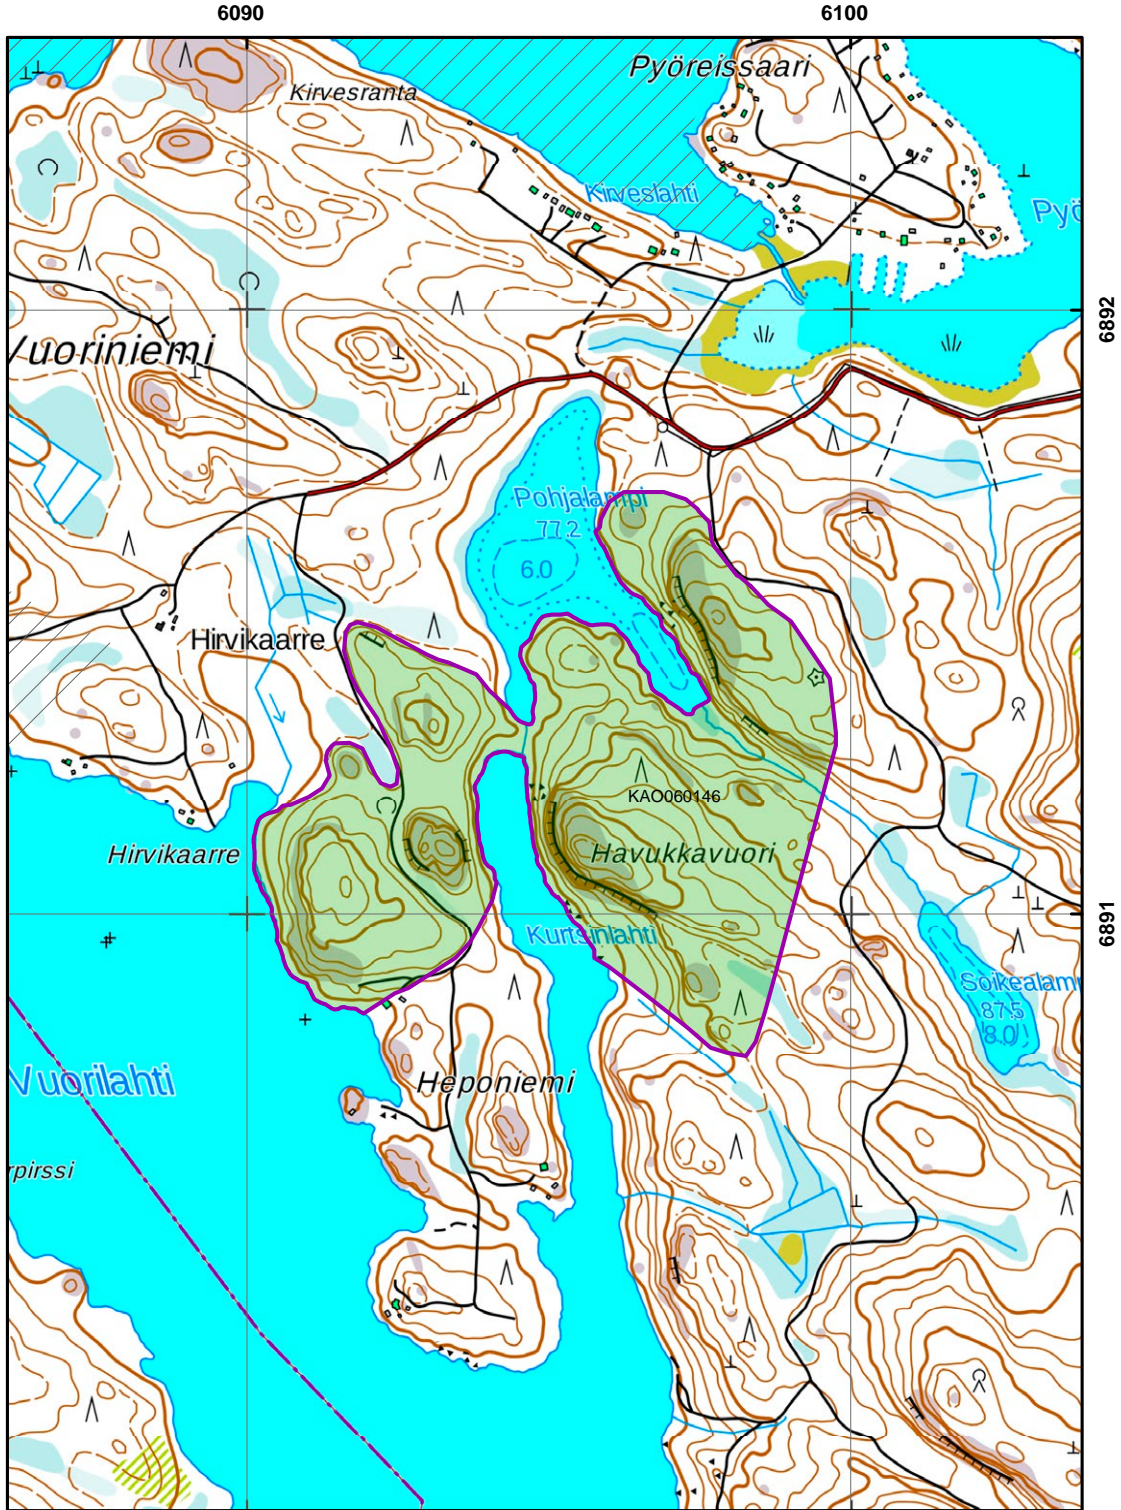 6090 6100
Pyöreissaari
Kirvesranta
Kirveslahti
Pyö
6892
Vuoriniemi
Pohjalampi
77.2
6.0
Hirvikaarre
KAO060146
Hirvikaarre
Havukkavuori
6891
Kurtsinlahti
Soikealam
87.5
8.0
Heponiemi
Vuorilahti
rpirssi